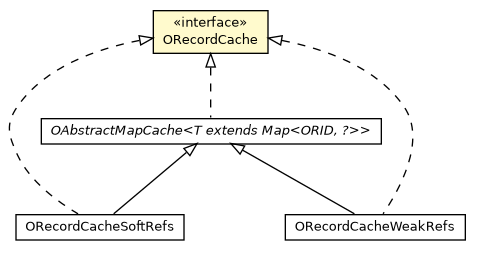 «interface»
ORecordCache
OAbstractMapCache<T extends Map<ORID, ?>>
ORecordCacheSoftRefs
ORecordCacheWeakRefs